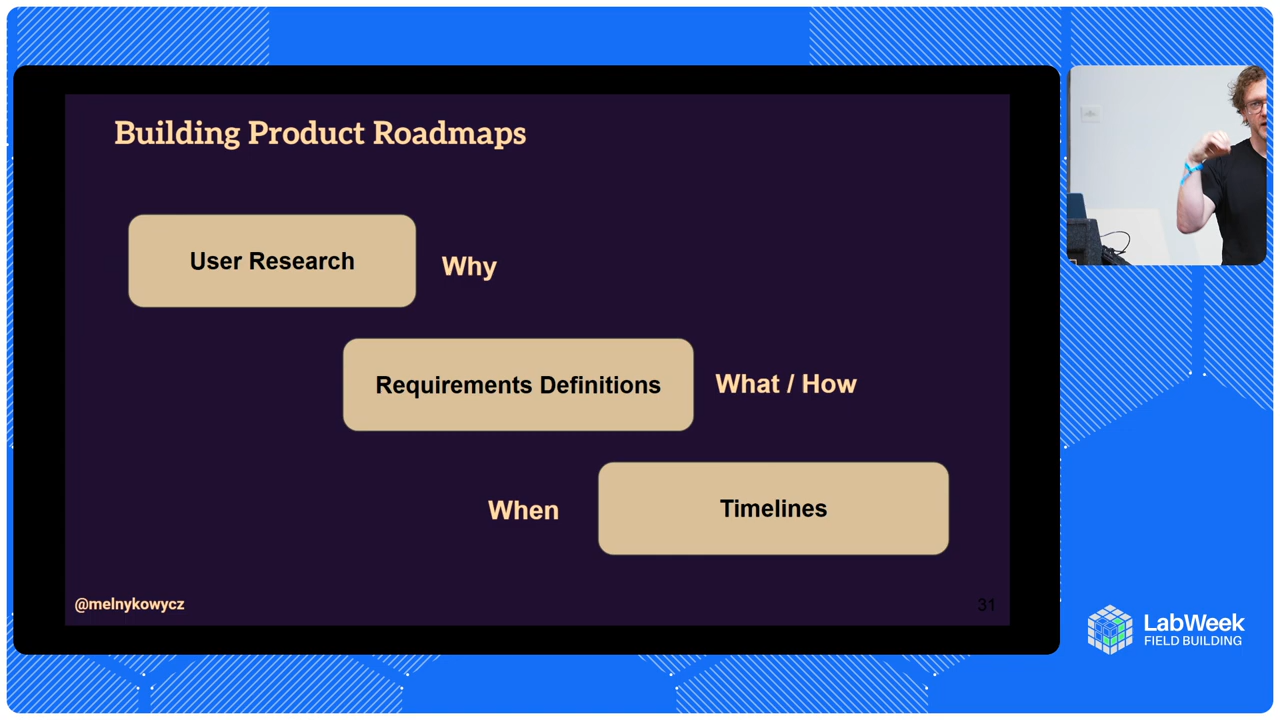 Building Product Roadmaps
User Research
Why
Requirements Definitions
What / How
When
Timelines
@melnykowycz
31
LabWeek
FIELD BUILDING